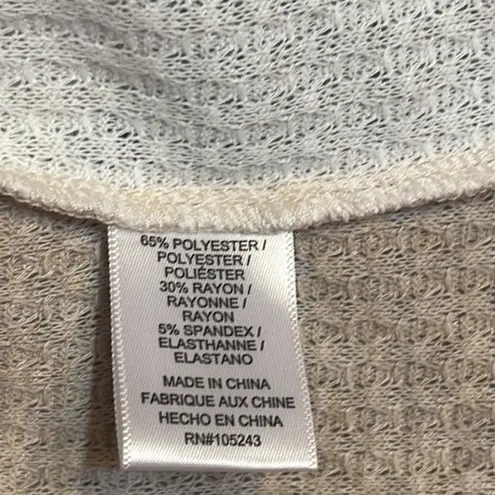 65% POLYESTER /
POLYESTER /
POLIÉSTER
30% RAYON /
RAYONNE /
RAYON
5% SPANDEX /
ELASTHANNE /
ELASTANO
MADE IN CHINA
FABRIQUE AUX CHINE
HECHO EN CHINA
RN#105243